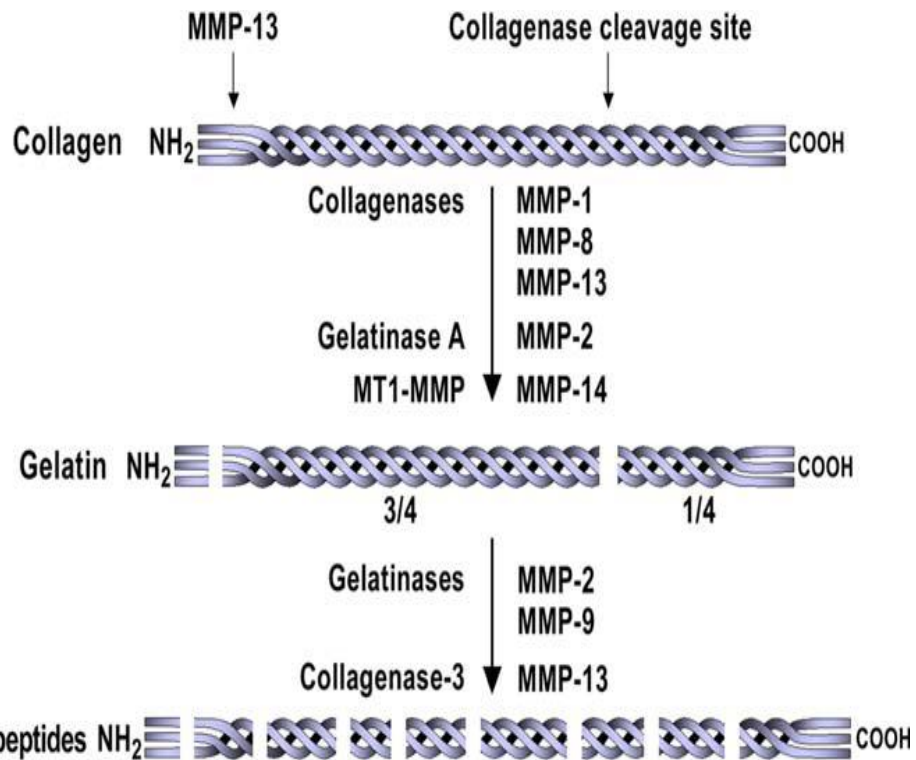 MMP-13 Collagenase cleavage site
Collagen NH2 COOH
Collagenases MMP-1
MMP-8
MMP-13
Gelatinase A MMP-2
MT1-MMP MMP-14
Gelatin NH2 COOH
3/4 1/4
Gelatinases MMP-2
MMP-9
Collagenase-3 MMP-13
peptides NH2 COOH